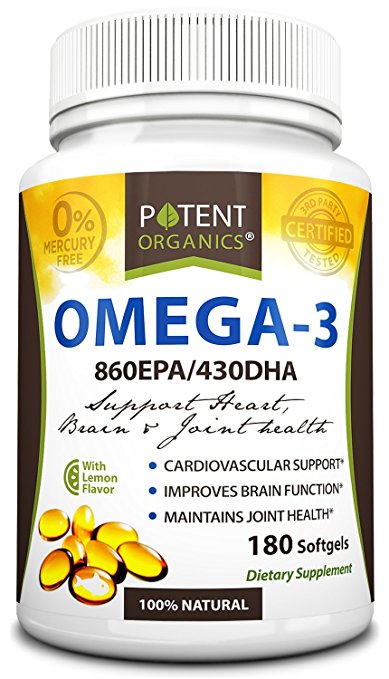 0%
MERCURY
FREE
POTENT
ORGANICS®
3RD PARTY
CERTIFIED
TESTED
OMEGA-3
860EPA/430DHA
Support Heart,
Brain & Joint health
With
Lemon
Flavor
• CARDIOVASCULAR SUPPORT*
• IMPROVES BRAIN FUNCTION*
• MAINTAINS JOINT HEALTH*
180 Softgels
Dietary Supplement
100% NATURAL